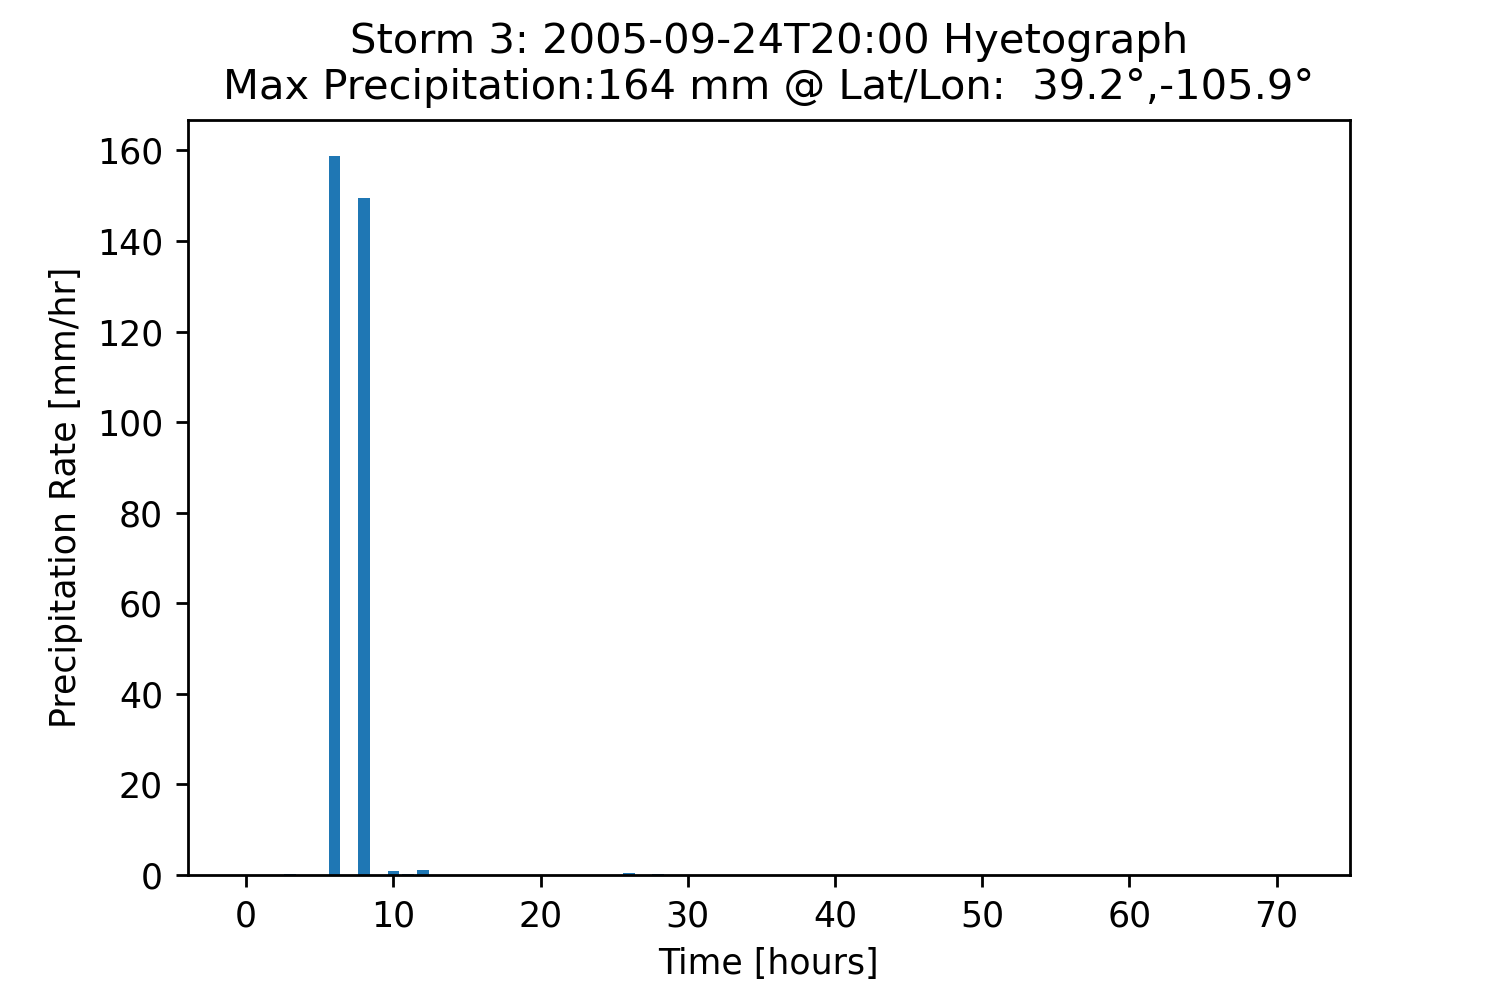 Storm 3: 2005-09-24T20:00 Hyetograph
Max Precipitation:164 mm @ Lat/Lon:  39.2°,-105.9°
Precipitation Rate [mm/hr]
160
140
120
100
80
60
40
20
0
0 10 20 30 40 50 60 70
Time [hours]